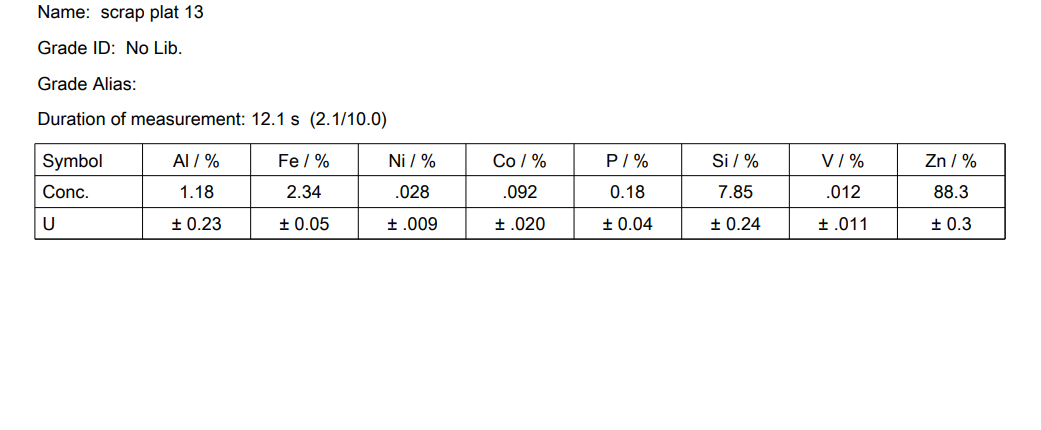 Name: scrap plat 13
Grade ID: No Lib.
Grade Alias:
Duration of measurement: 12.1 s (2.1/10.0)
Symbol Al / % Fe / % Ni / % Co / % P / % Si / % V / % Zn / %
Conc. 1.18 2.34 .028 .092 0.18 7.85 .012 88.3
U ± 0.23 ± 0.05 ± .009 ± .020 ± 0.04 ± 0.24 ± .011 ± 0.3